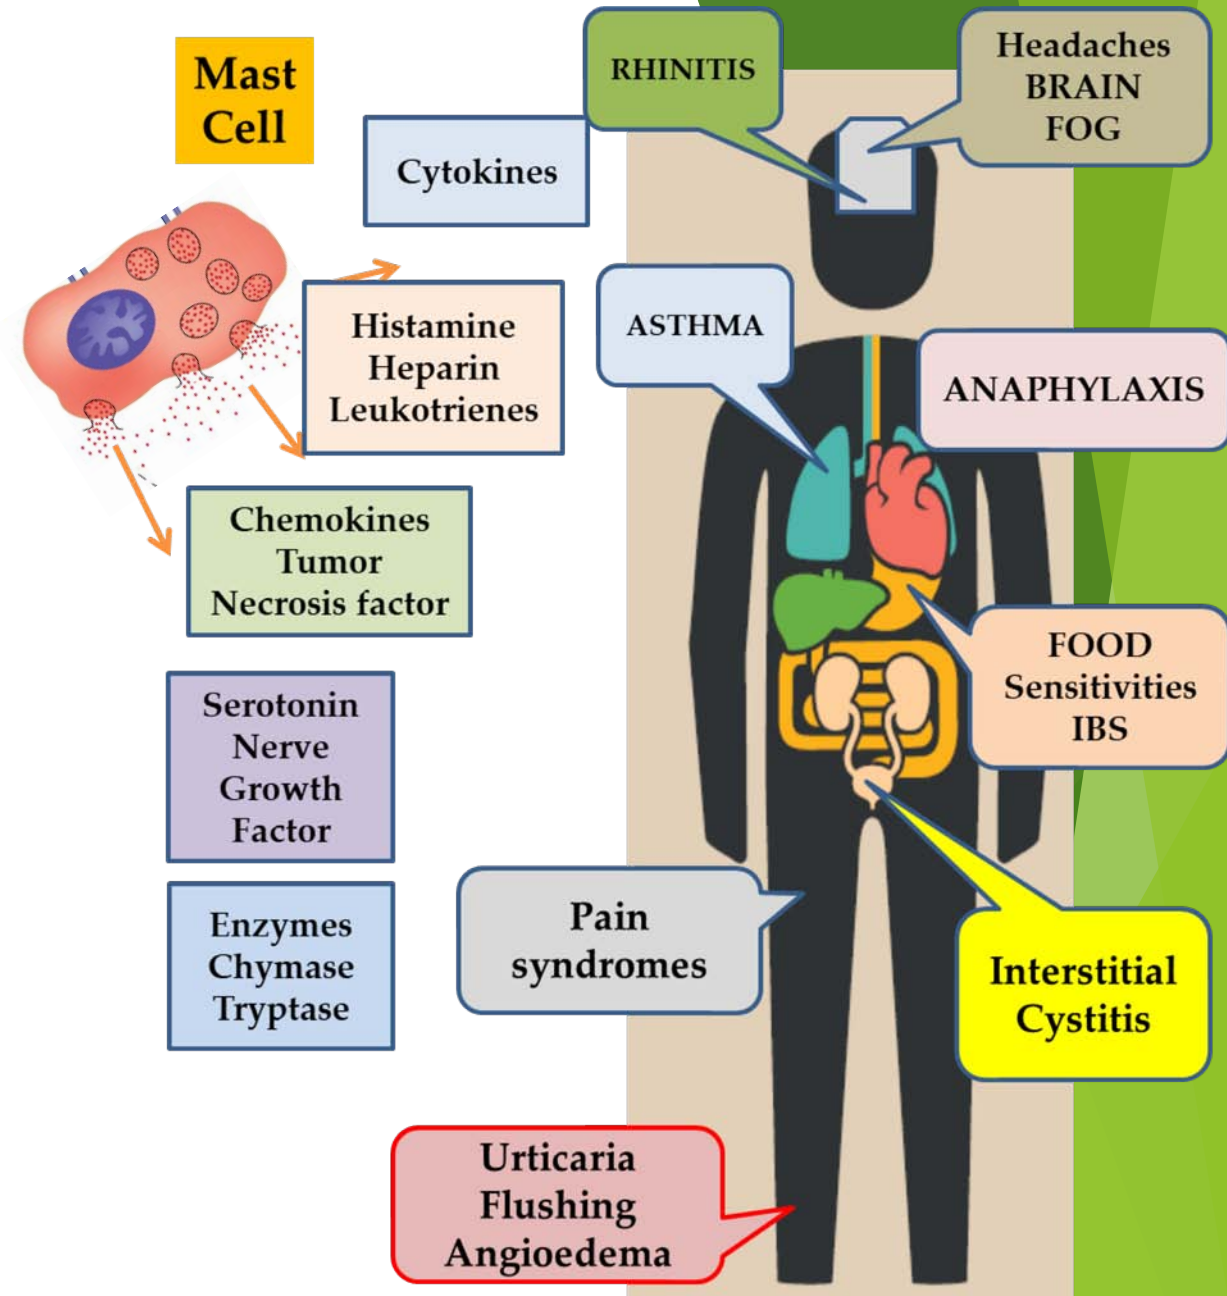 Mast
Cell
Cytokines
Histamine
Heparin
Leukotrienes
Chemokines
Tumor
Necrosis factor
Serotonin
Nerve
Growth
Factor
Enzymes
Chymase
Tryptase
RHINITIS
Headaches
BRAIN
FOG
ASTHMA
ANAPHYLAXIS
FOOD
Sensitivities
IBS
Pain
syndromes
Interstitial
Cystitis
Urticaria
Flushing
Angioedema